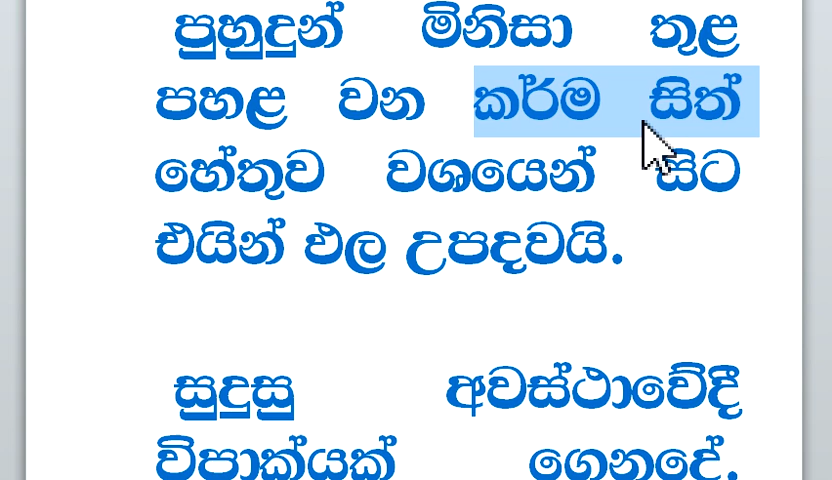 පුහුදුන් මිනිසා තුළ
පහළ වන කර්ම සිත්
හේතුව වශයෙන් සිට
එයින් ඵල උපදවයි.
සුදුසු අවස්ථාවේදී
විපාක්යක් ගෙනදේ.